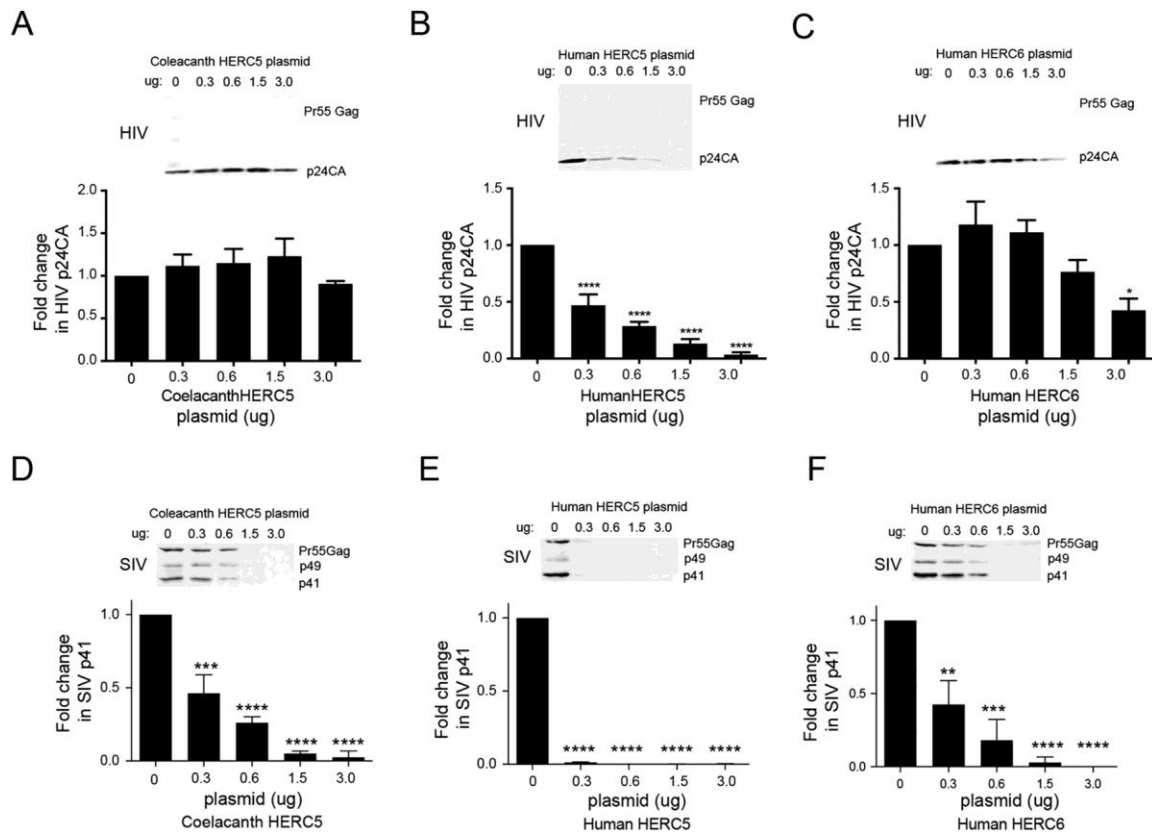 A
Coleacanth HERC5 plasmid
ug: 0 0.3 0.6 1.5 3.0
Pr55 Gag
HIV
p24CA
Fold change
in HIV p24CA
2.0
1.5
1.0
0.5
0.0
0 0.3 0.6 1.5 3.0
CoelacanthHERC5
plasmid (ug)
B
Human HERC5 plasmid
ug: 0 0.3 0.6 1.5 3.0
Pr55 Gag
HIV
p24CA
Fold change
in HIV p24CA
1.5
1.0
0.5
0.0
**** **** **** ****
0 0.3 0.6 1.5 3.0
HumanHERC5
plasmid (ug)
C
Human HERC6 plasmid
ug: 0 0.3 0.6 1.5 3.0
Pr55 Gag
HIV
p24CA
Fold change
in HIV p24CA
1.5
1.0
0.5
0.0
*
0 0.3 0.6 1.5 3.0
Human HERC6
plasmid (ug)
D
Coleacanth HERC5 plasmid
ug: 0 0.3 0.6 1.5 3.0
Pr55Gag
SIV
p49
p41
Fold change
in SIV p41
1.0
0.5
0.0
*** **** **** ****
0 0.3 0.6 1.5 3.0
plasmid (ug)
Coelacanth HERC5
E
Human HERC5 plasmid
ug: 0 0.3 0.6 1.5 3.0
Pr55Gag
SIV
p49
p41
Fold change
in SIV p41
1.0
0.5
0.0
**** **** **** ****
0 0.3 0.6 1.5 3.0
plasmid (ug)
Human HERC5
F
Human HERC6 plasmid
ug: 0 0.3 0.6 1.5 3.0
Pr55Gag
SIV
p49
p41
Fold change
in SIV p41
1.0
0.5
0.0
** *** **** ****
0 0.3 0.6 1.5 3.0
plasmid (ug)
Human HERC6